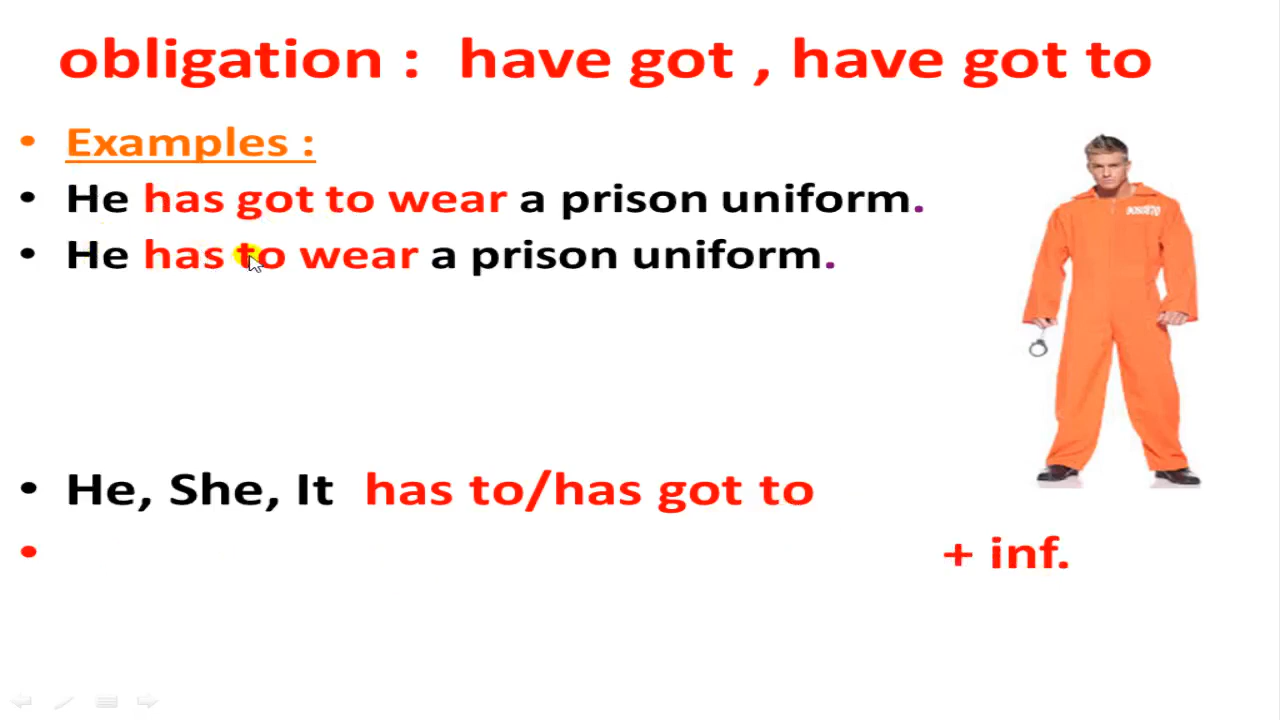 obligation : have got , have got to
• Examples :
• He has got to wear a prison uniform.
• He has to wear a prison uniform.
• He, She, It has to/has got to
• + inf.